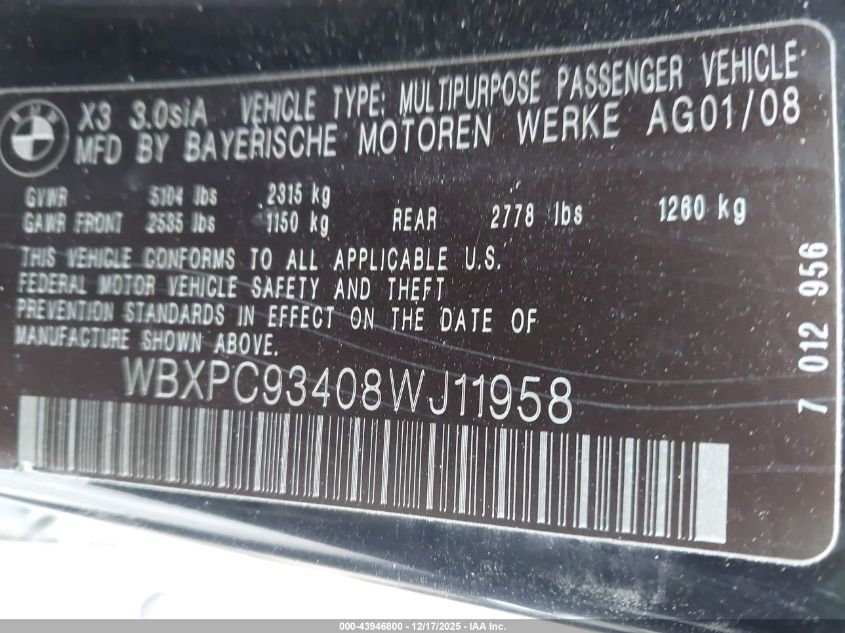 BMW
X3 3.0siA VEHICLE TYPE: MULTIPURPOSE PASSENGER VEHICLE
MFD BY BAYERISCHE MOTOREN WERKE AG 01/08
GVWR 5104 lbs 2315 kg
GAWR FRONT 2535 lbs 1150 kg REAR 2778 lbs 1260 kg
THIS VEHICLE CONFORMS TO ALL APPLICABLE U.S.
FEDERAL MOTOR VEHICLE SAFETY AND THEFT
PREVENTION STANDARDS IN EFFECT ON THE DATE OF
MANUFACTURE SHOWN ABOVE.
WBXPC93408WJ11958
7 012 956
000-43946800 - 12/17/2025 - IAA Inc.